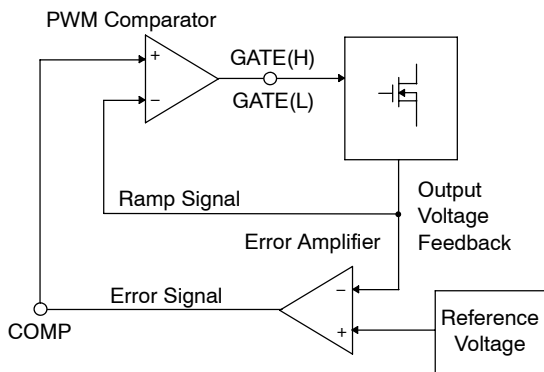 PWM Comparator
+
−
GATE(H)
GATE(L)
Ramp Signal
Output
Voltage
Feedback
Error Amplifier
−
+
Error Signal
COMP
Reference
Voltage